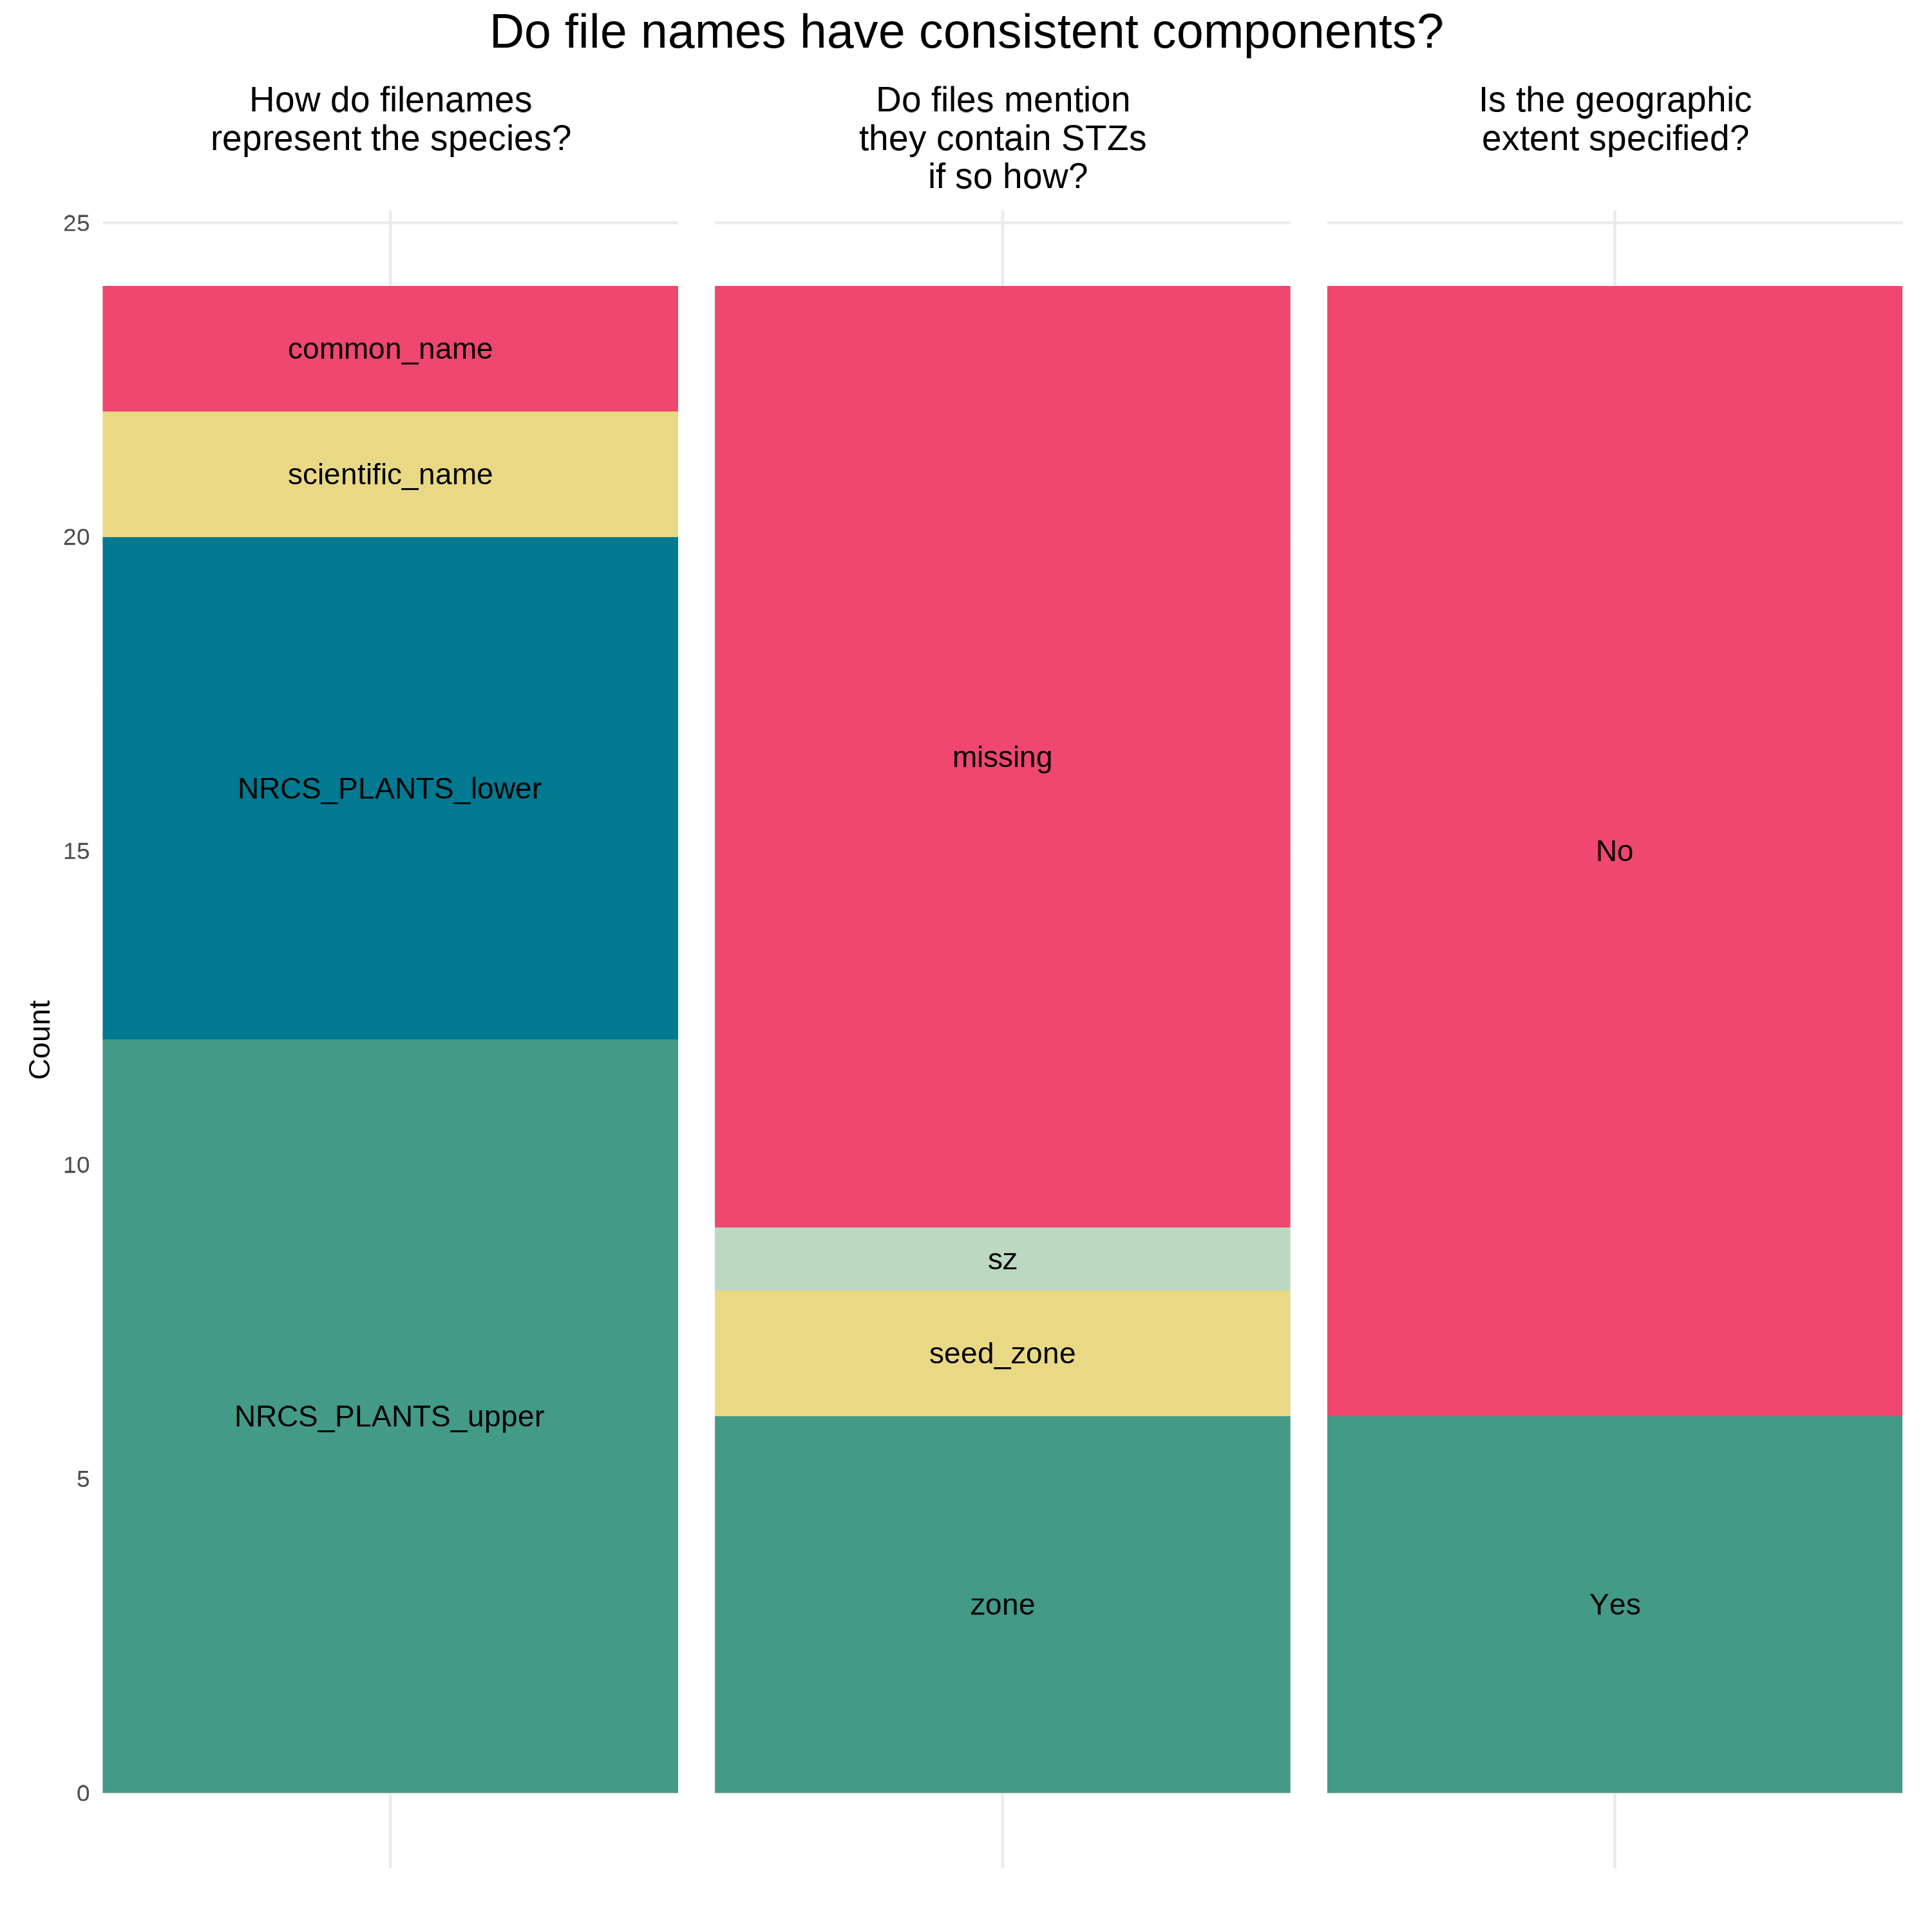 Do file names have consistent components?
How do filenames
represent the species?
Do files mention
they contain STZs
if so how?
Is the geographic
extent specified?
25
20
15
10
5
0
Count
common_name
scientific_name
NRCS_PLANTS_lower
NRCS_PLANTS_upper
missing
sz
seed_zone
zone
No
Yes